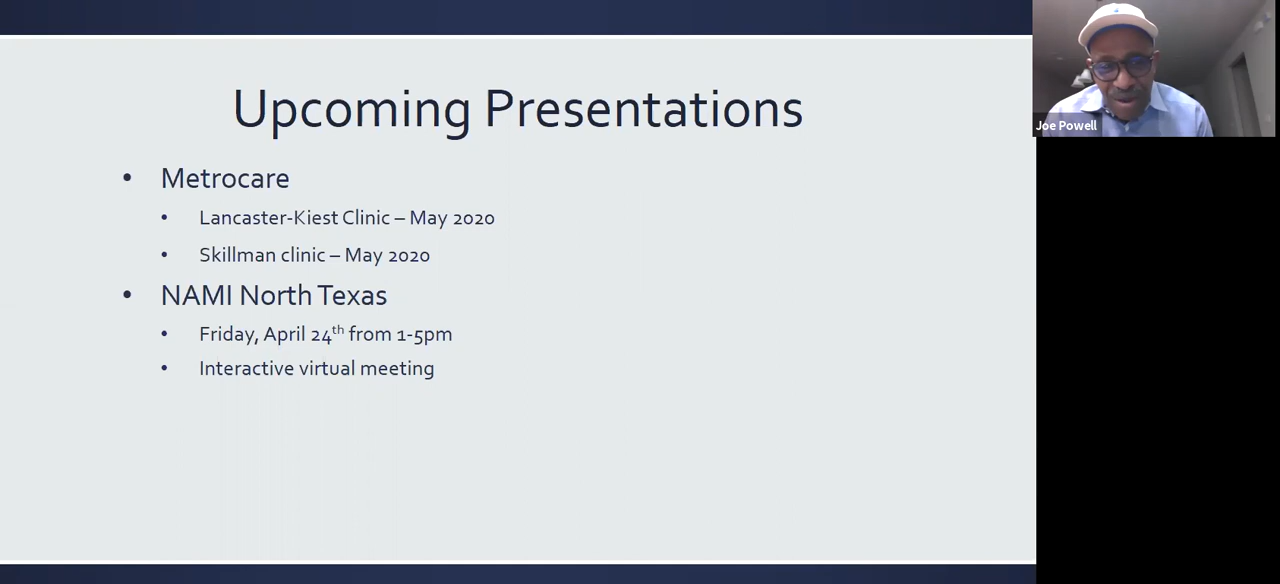 Upcoming Presentations
• Metrocare
• Lancaster-Kiest Clinic – May 2020
• Skillman clinic – May 2020
• NAMI North Texas
• Friday, April 24th from 1-5pm
• Interactive virtual meeting
Joe Powell